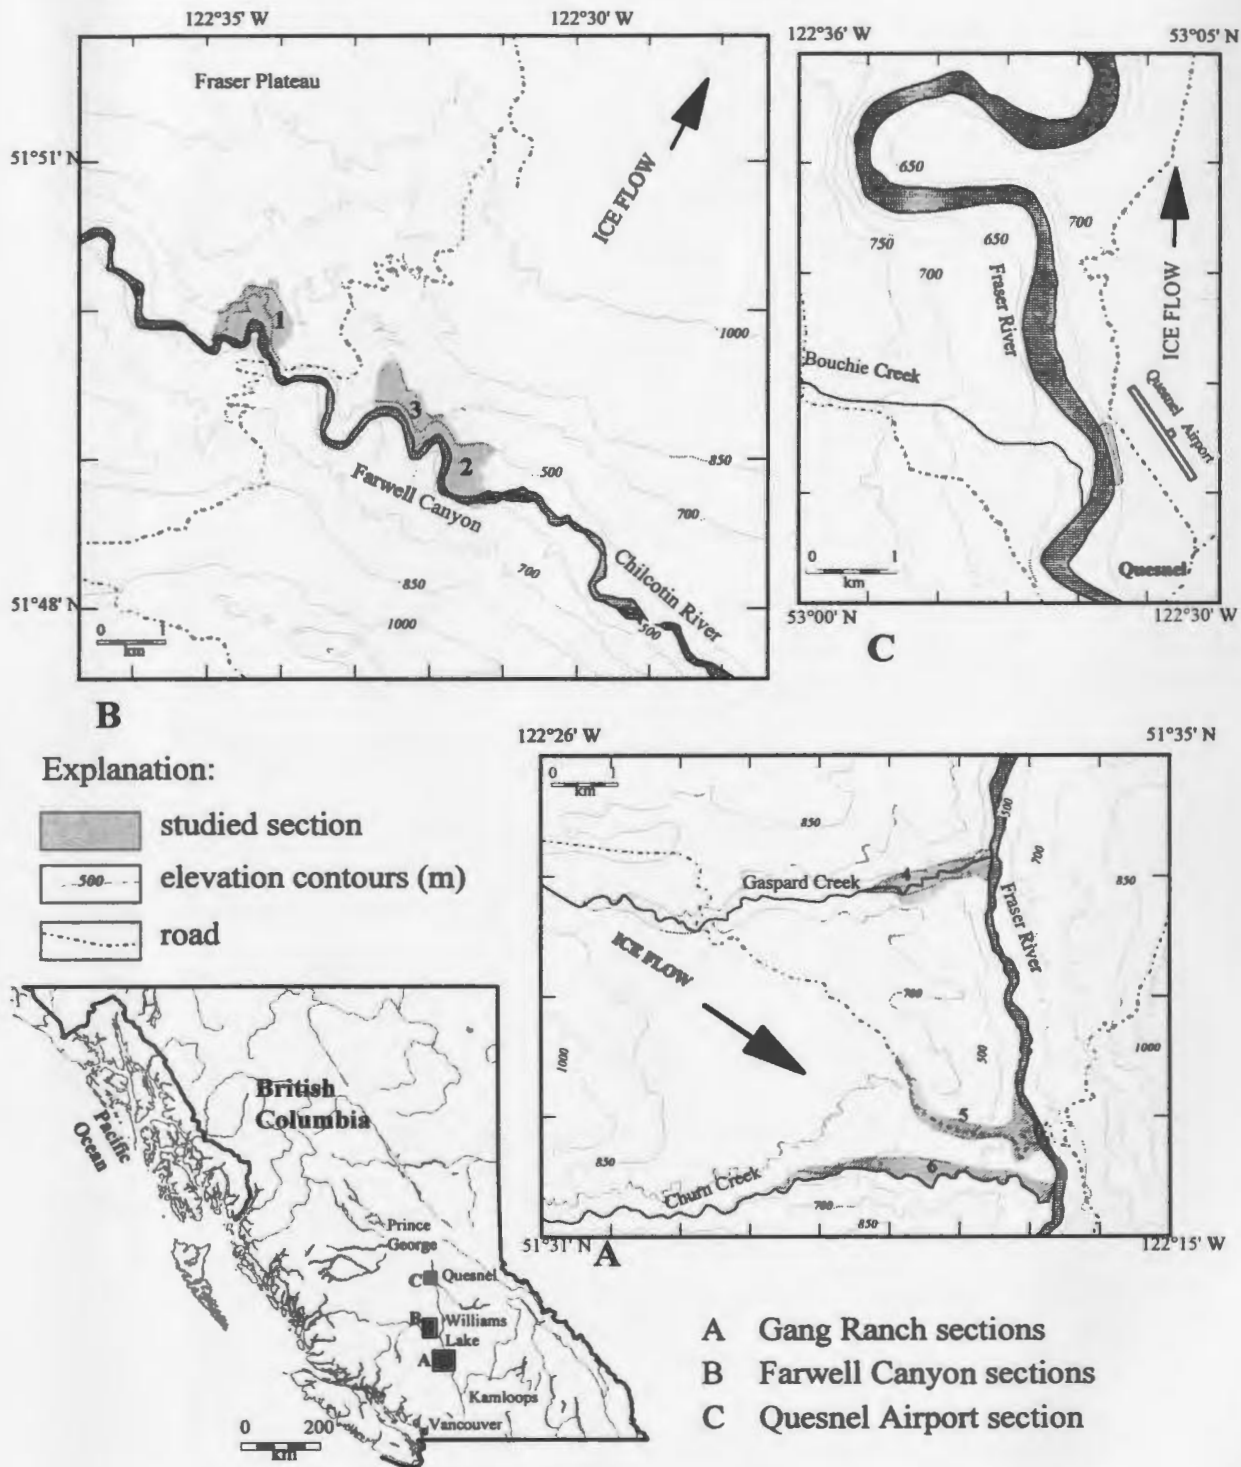 122°35' W
122°30' W
Fraser Plateau
51°51' N
ICE FLOW
1
1000
3
2
500
850
Farwell Canyon
700
Chilcotin River
850
700
51°48' N
1000
500
0 1
km
B
122°36' W
53°05' N
650
700
750
650
700
Fraser River
ICE FLOW
Bouchie Creek
Quesnel Airport
0 1
km
Quesnel
53°00' N
122°30' W
C
Explanation:
studied section
500
elevation contours (m)
road
122°26' W
51°35' N
0 1
km
850
500
700
Gaspard Creek
4
850
Fraser River
ICE FLOW
700
1000
500
1000
5
850
6
Churn Creek
700
850
51°31' N
122°15' W
A
British
Columbia
Pacific
Ocean
Prince
George
C
Quesnel
B
Williams
Lake
A
Kamloops
Vancouver
0 200
km
A Gang Ranch sections
B Farwell Canyon sections
C Quesnel Airport section